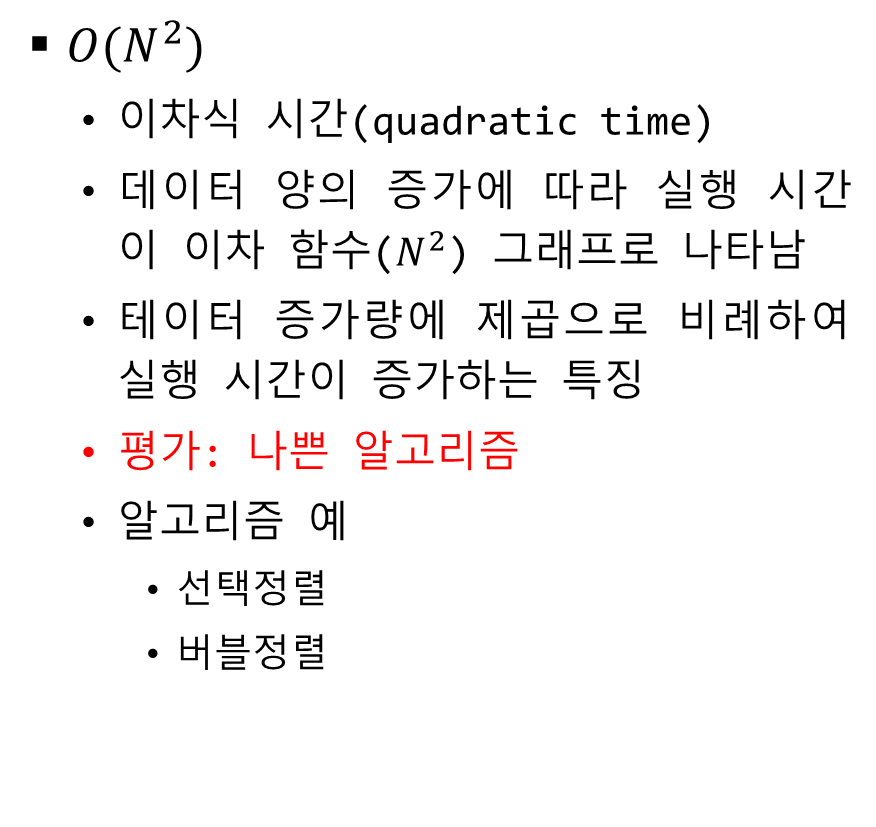 ▪ O(N²)
• 이차식 시간(quadratic time)
• 데이터 양의 증가에 따라 실행 시간
이 이차 함수(N²) 그래프로 나타남
• 테이터 증가량에 제곱으로 비례하여
실행 시간이 증가하는 특징
• 평가: 나쁜 알고리즘
• 알고리즘 예
• 선택정렬
• 버블정렬